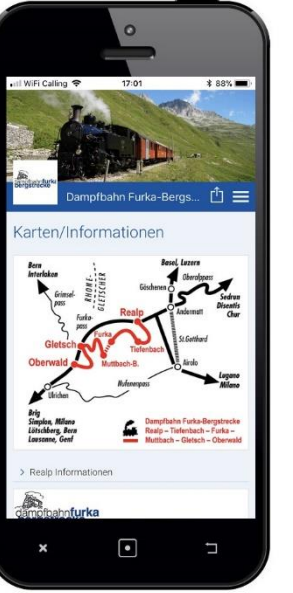 WiFi Calling 17:01 88%
dampfbahnfurka
bergstrecke
Dampfbahn Furka-Bergs...
Karten/Informationen
Bern
Interlaken
Basel, Luzern
Oberalppass
Göschenen
Grimsel-
pass
RHONE-
GLETSCHER
Sedrun
Disentis
Chur
Andermatt
Furka-
pass
Realp
Furka
St.Gotthard
Gletsch
Tiefenbach
Oberwald
Muttbach-B.
Airolo
Ulrichen
Nufenenpass
Lugano
Milano
Brig
Simplon, Milano
Lötschberg, Bern
Lausanne, Genf
Dampfbahn Furka-Bergstrecke
Realp – Tiefenbach – Furka –
Muttbach – Gletsch – Oberwald
> Realp Informationen
dampfbahnfurka
bergstrecke